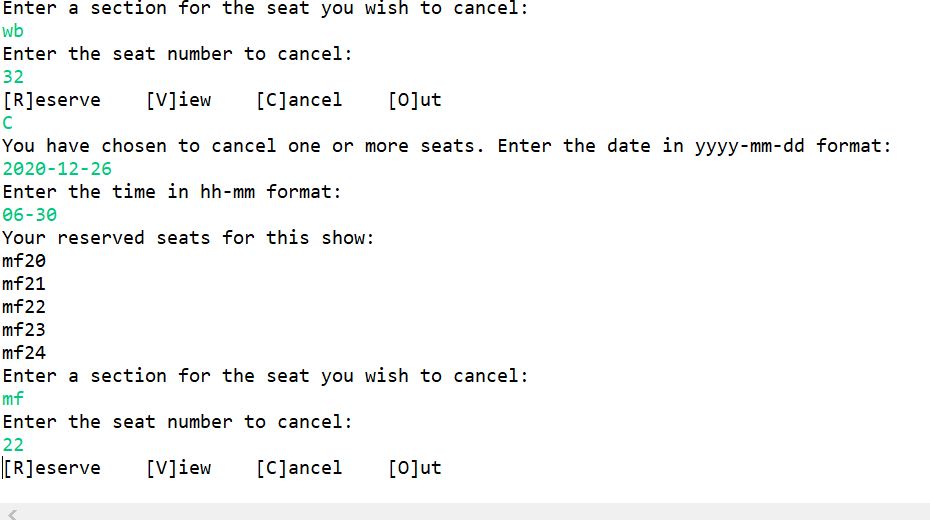 Enter a section for the seat you wish to cancel:
wb
Enter the seat number to cancel:
32
[R]eserve    [V]iew    [C]ancel    [O]ut
C
You have chosen to cancel one or more seats. Enter the date in yyyy-mm-dd format:
2020-12-26
Enter the time in hh-mm format:
06-30
Your reserved seats for this show:
mf20
mf21
mf22
mf23
mf24
Enter a section for the seat you wish to cancel:
mf
Enter the seat number to cancel:
22
[R]eserve    [V]iew    [C]ancel    [O]ut